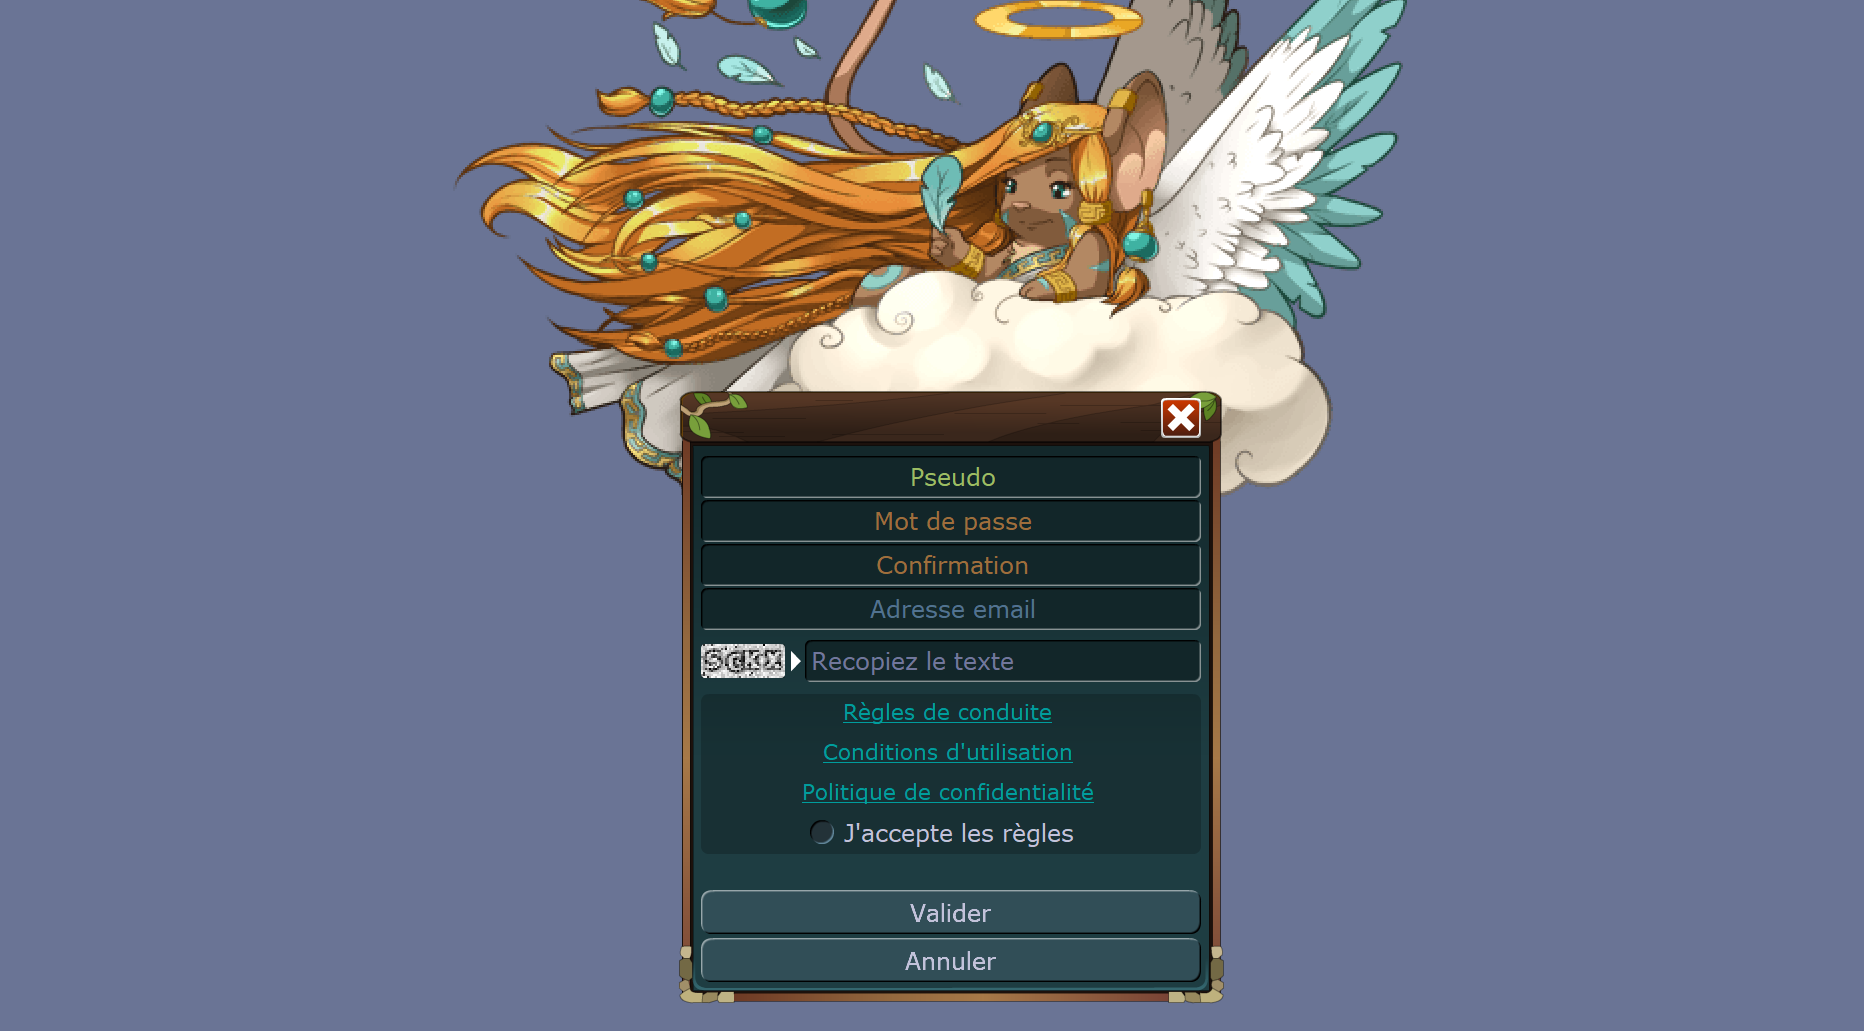 Pseudo
Mot de passe
Confirmation
Adresse email
Recopiez le texte
Règles de conduite
Conditions d'utilisation
Politique de confidentialité
J'accepte les règles
Valider
Annuler